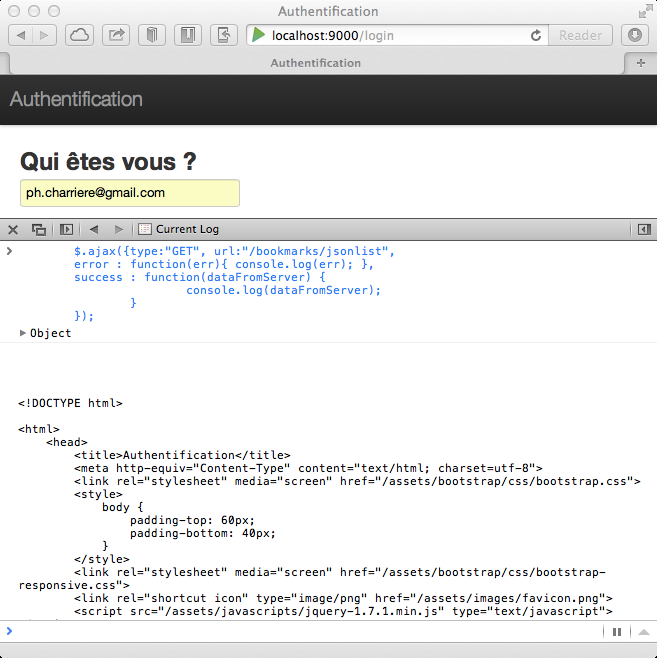 Authentification
localhost:9000/login
Reader
Authentification
Authentification
Qui êtes vous ?
ph.charriere@gmail.com
Current Log
$.ajax({type:"GET", url:"/bookmarks/jsonlist",
error : function(err){ console.log(err); },
success : function(dataFromServer) {
console.log(dataFromServer);
}
});
Object
<!DOCTYPE html>
<html>
<head>
<title>Authentification</title>
<meta http-equiv="Content-Type" content="text/html; charset=utf-8">
<link rel="stylesheet" media="screen" href="/assets/bootstrap/css/bootstrap.css">
<style>
body {
padding-top: 60px;
padding-bottom: 40px;
}
</style>
<link rel="stylesheet" media="screen" href="/assets/bootstrap/css/bootstrap-
responsive.css">
<link rel="shortcut icon" type="image/png" href="/assets/images/favicon.png">
<script src="/assets/javascripts/jquery-1.7.1.min.js" type="text/javascript">